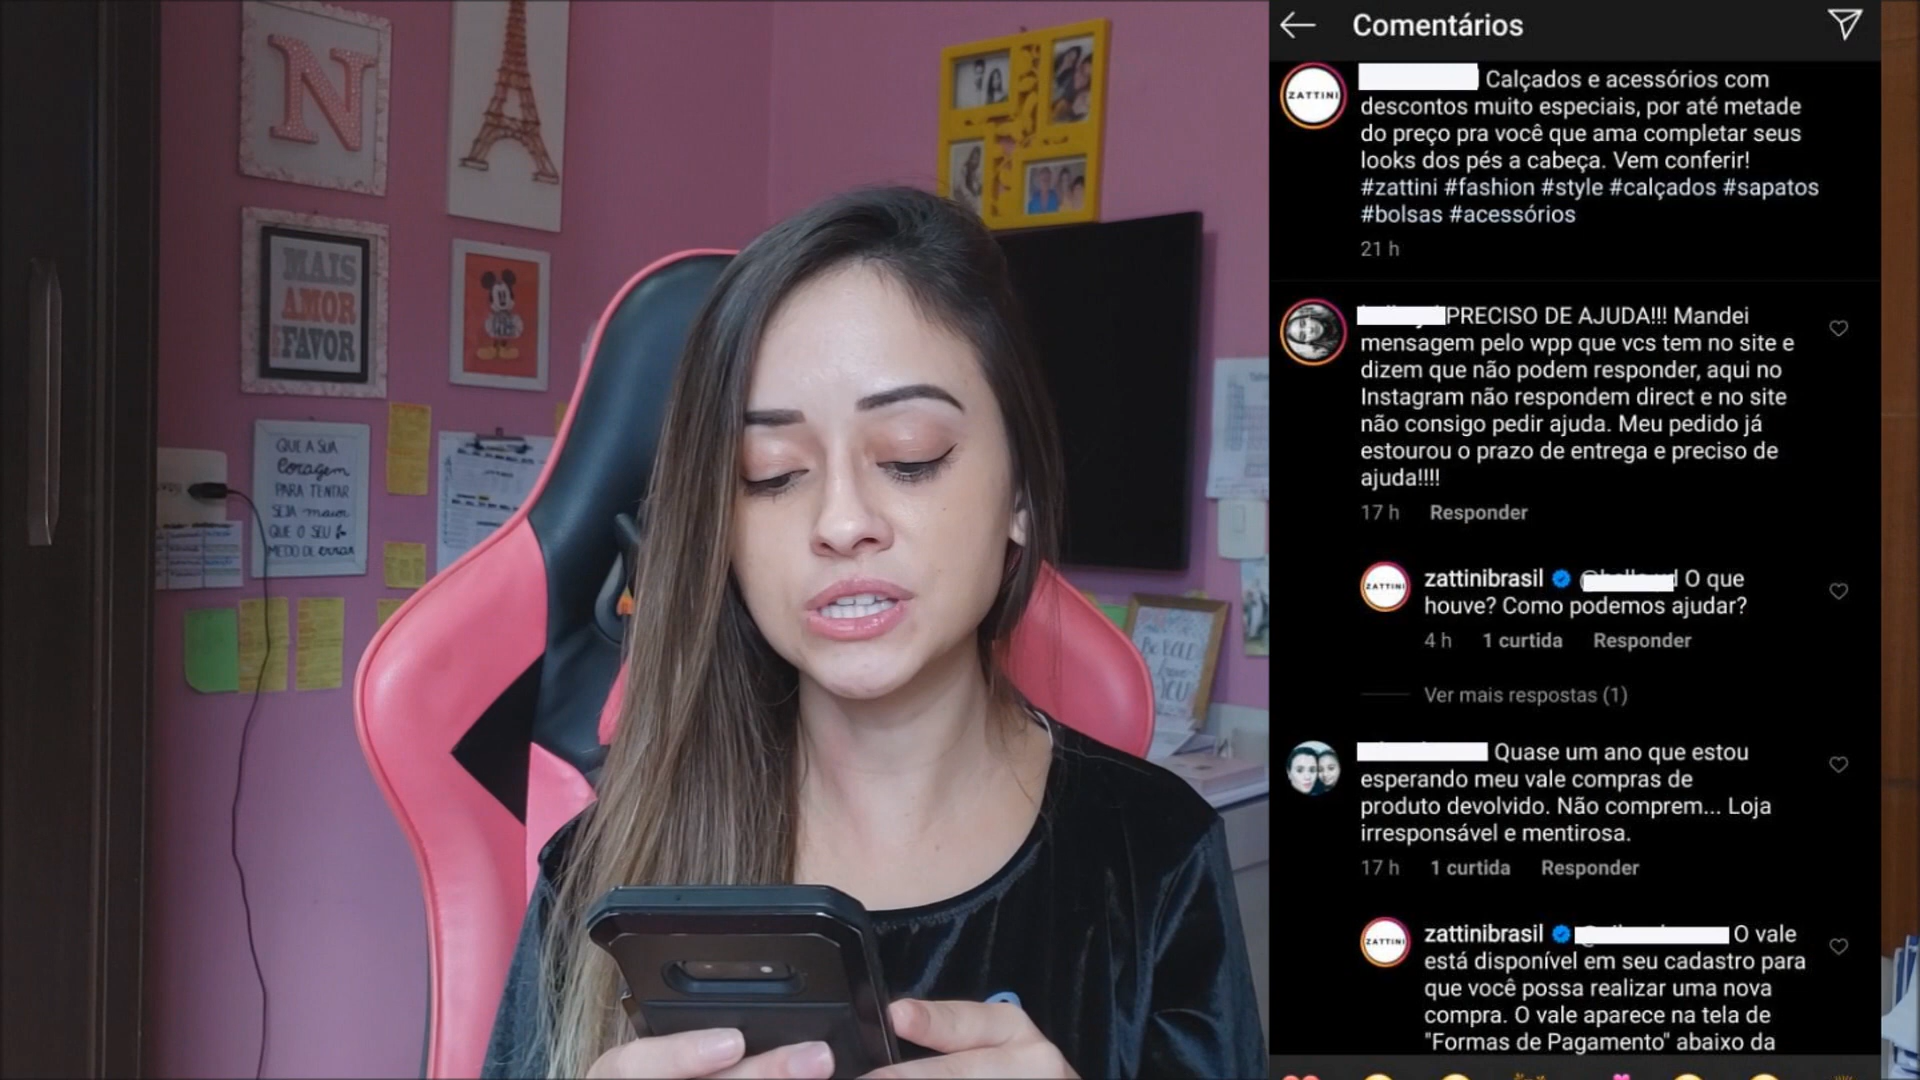 N
MAIS
AMOR
POR
FAVOR
QUE A SUA
Coragem
PARA TENTAR
SEJA maior
QUE O SEU
MEDO DE errar
Comentários
ZATTINI
Calçados e acessórios com
descontos muito especiais, por até metade
do preço pra você que ama completar seus
looks dos pés a cabeça. Vem conferir!
#zattini #fashion #style #calçados #sapatos
#bolsas #acessórios
21 h
PRECISO DE AJUDA!!! Mandei
mensagem pelo wpp que vcs tem no site e
dizem que não podem responder, aqui no
Instagram não respondem direct e no site
não consigo pedir ajuda. Meu pedido já
estourou o prazo de entrega e preciso de
ajuda!!!!
17 h Responder
ZATTINI
zattinibrasil O que
houve? Como podemos ajudar?
4 h 1 curtida Responder
Ver mais respostas (1)
Quase um ano que estou
esperando meu vale compras de
produto devolvido. Não comprem... Loja
irresponsável e mentirosa.
17 h 1 curtida Responder
ZATTINI
zattinibrasil O vale
está disponível em seu cadastro para
que você possa realizar uma nova
compra. O vale aparece na tela de
"Formas de Pagamento" abaixo da